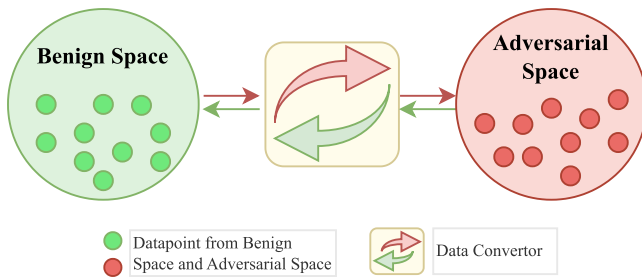 Benign Space
Adversarial
Space
Datapoint from Benign
Space and Adversarial Space
Data Convertor